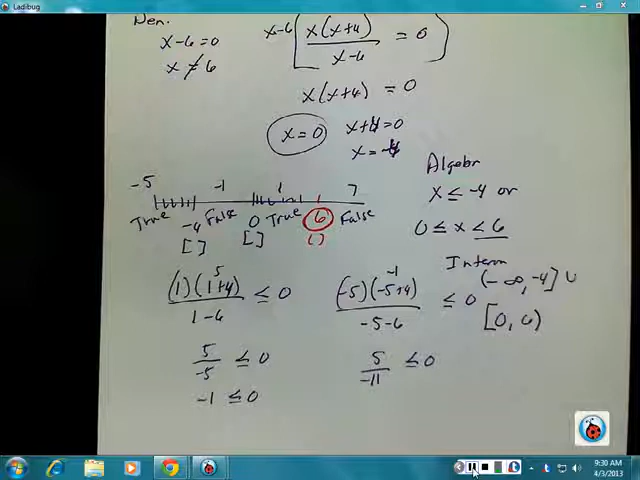 Ladibug
Den.
x-6=0
x≠6
x-6( x(x+4)/x-6 = 0 )
x(x+4) = 0
x=0 x+4=0
x=-4
-5 -1 1 7
True -4 False 0 True 6 False
[ ] [ ] ( )
Algebr
x ≤ -4 or
0 ≤ x < 6
Interv
(-∞, -4] ∪
[0, 6)
5
(1)(1+4)/1-6 ≤ 0
-1
(-5)(-5+4)/-5-6 ≤ 0
5/-5 ≤ 0
5/-11 ≤ 0
-1 ≤ 0
9:30 AM
4/3/2013